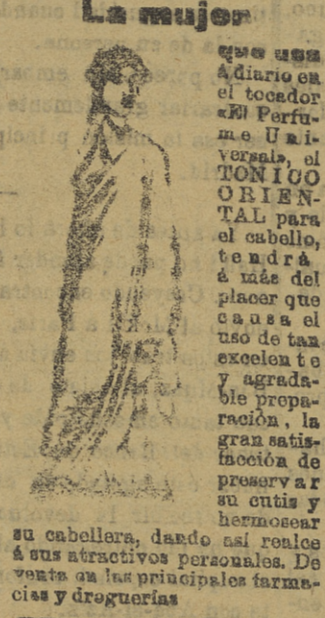 La mujer
que usa
á diario en
el tocador
«El Perfu-
me Uni-
versal», el
TONICO
ORIEN-
TAL para
el cabello,
tendrá
á más del
placer que
causa el
uso de tan
excelente
y agrada-
ble prepa-
ración, la
gran satis-
facción de
preservar
su cutis y
hermosear
su cabellera, dando así realce
á sus atractivos personales. De
venta en las principales farma-
cias y droguerías